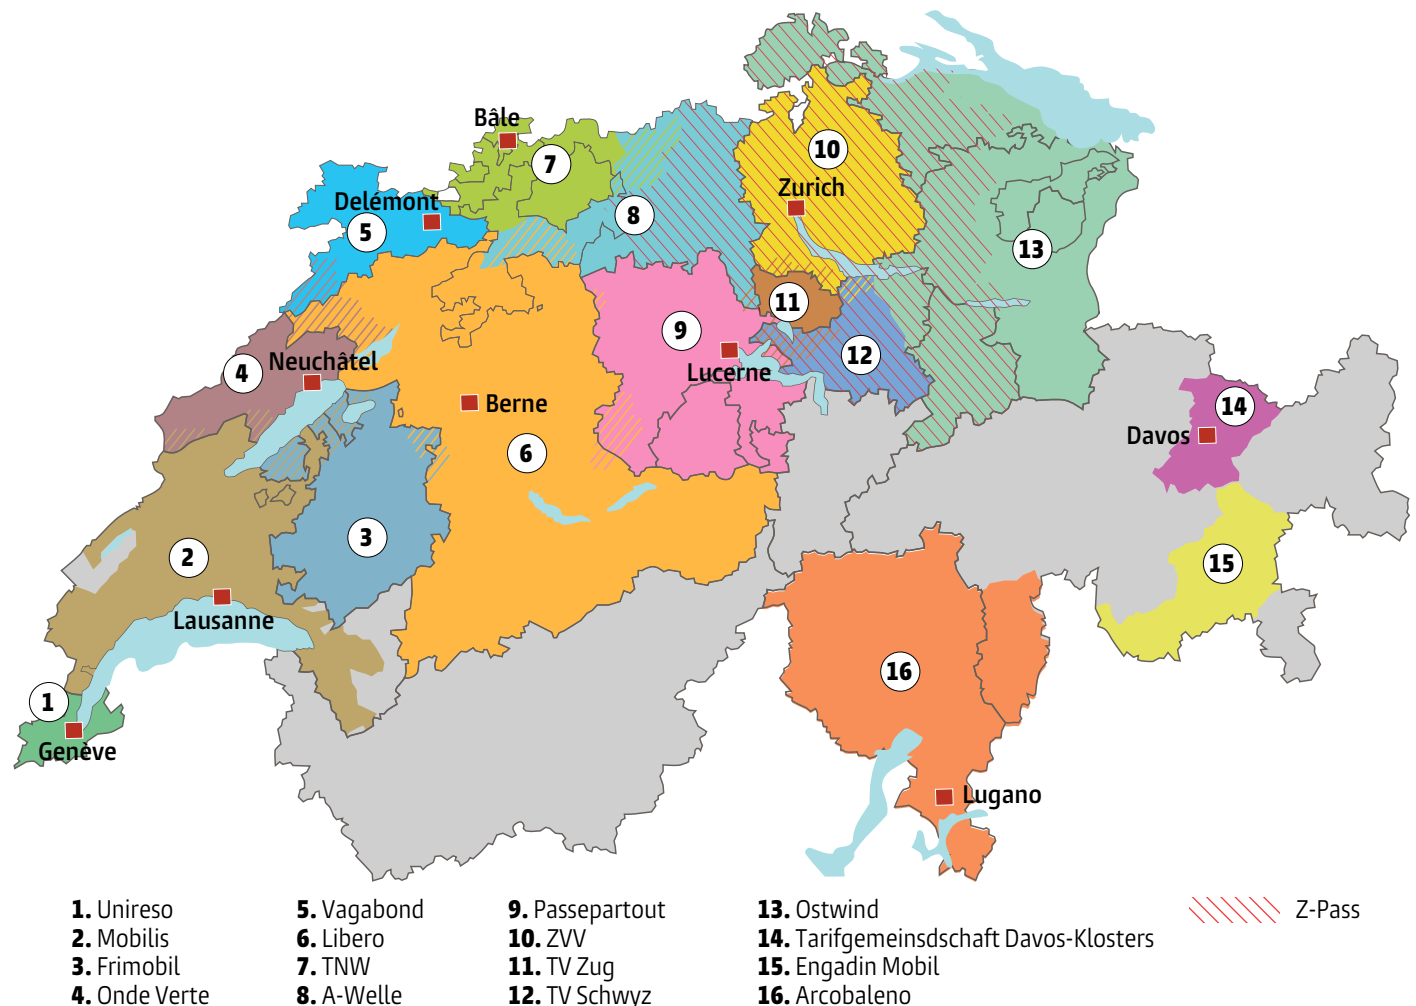 Bâle
7
10
Zurich
Delémont
5
8
13
11
9
12
4
Neuchâtel
Lucerne
Berne
14
Davos
6
3
2
15
Lausanne
1
16
Genève
Lugano
1. Unireso
2. Mobilis
3. Frimobil
4. Onde Verte
5. Vagabond
6. Libero
7. TNW
8. A-Welle
9. Passepartout
10. ZVV
11. TV Zug
12. TV Schwyz
13. Ostwind
14. Tarifgemeinsdschaft Davos-Klosters
15. Engadin Mobil
16. Arcobaleno
Z-Pass